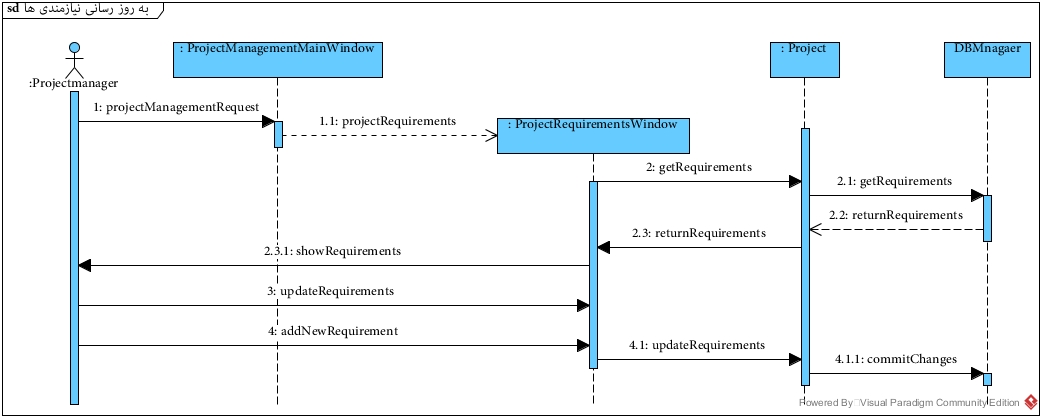 sd به روز رسانی نیازمندی ها
: ProjectManagementMainWindow
: Project
DBMnagaer
:Projectmanager
1: projectManagementRequest
1.1: projectRequirements
: ProjectRequirementsWindow
2: getRequirements
2.1: getRequirements
2.2: returnRequirements
2.3: returnRequirements
2.3.1: showRequirements
3: updateRequirements
4: addNewRequirement
4.1: updateRequirements
4.1.1: commitChanges
Powered By Visual Paradigm Community Edition